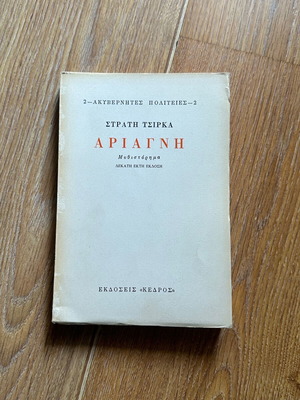 2—ΑΚΥΒΕΡΝΗΤΕΣ ΠΟΛΙΤΕΙΕΣ—2
ΣΤΡΑΤΗ ΤΣΙΡΚΑ
ΑΡΙΑΓΝΗ
Μυθιστόρημα
ΔΕΚΑΤΗ ΕΚΤΗ ΕΚΔΟΣΗ
ΕΚΔΟΣΕΙΣ «ΚΕΔΡΟΣ»